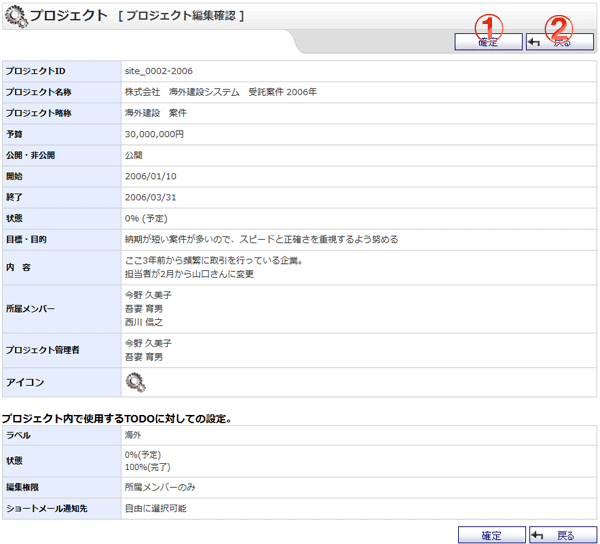 プロジェクト [ プロジェクト編集確認 ]
① ②
確定 戻る
プロジェクトID site_0002-2006
プロジェクト名称 株式会社 海外建設システム 受託案件 2006年
プロジェクト略称 海外建設 案件
予算 30,000,000円
公開・非公開 公開
開始 2006/01/10
終了 2006/03/31
状態 0% (予定)
目標・目的 納期が短い案件が多いので、スピードと正確さを重視するよう努める
内 容 ここ3年前から頻繁に取引を行っている企業。
担当者が2月から山口さんに変更
所属メンバー 今野 久美子
吾妻 育男
西川 信之
プロジェクト管理者 今野 久美子
吾妻 育男
アイコン
プロジェクト内で使用するTODOに対しての設定。
ラベル 海外
状態 0%(予定)
100%(完了)
編集権限 所属メンバーのみ
ショートメール通知先 自由に選択可能
確定 戻る